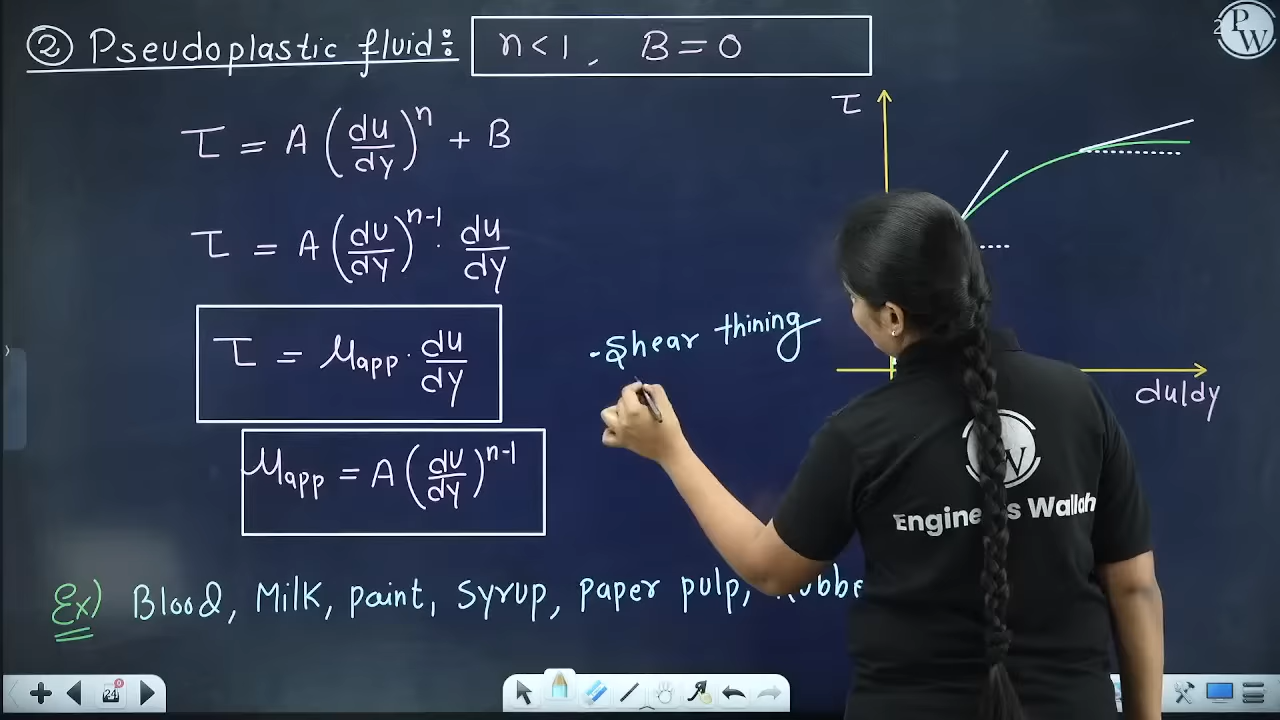 ② Pseudoplastic fluid:
n < 1 , B = 0
PW
τ = A (du/dy)^n + B
τ = A (du/dy)^(n-1) · du/dy
τ = μapp · du/dy
μapp = A (du/dy)^(n-1)
τ
du/dy
- Shear thining
Engine s Wallah
Ex) Blood, Milk, paint, Syrup, paper pulp,
24